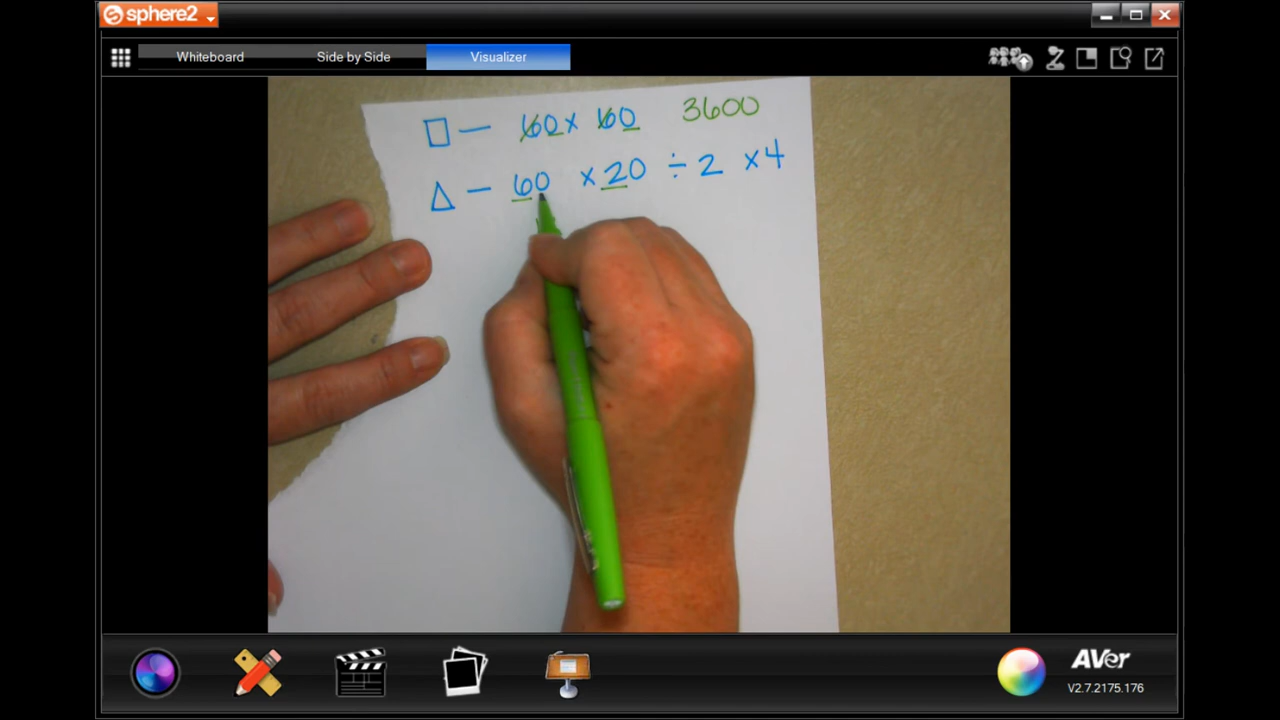 sphere2
Whiteboard Side by Side Visualizer
□ — 60 x 60 3600
△ — 60 x 20 ÷ 2 x 4
AVer
V2.7.2175.176